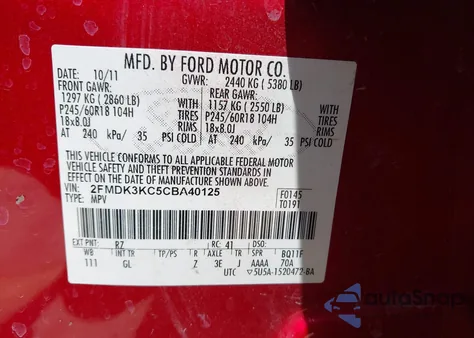 MFD. BY FORD MOTOR CO.
DATE: 10/11 GVWR: 2440 KG ( 5380 LB)
FRONT GAWR: REAR GAWR:
1297 KG ( 2860 LB) WITH 1157 KG ( 2550 LB) WITH
P245/60R18 104H TIRES P245/60R18 104H TIRES
18x8.0J RIMS 18x8.0J RIMS
AT 240 kPa/ 35 PSI COLD AT 240 kPa/ 35 PSI COLD
THIS VEHICLE CONFORMS TO ALL APPLICABLE FEDERAL MOTOR
VEHICLE SAFETY AND THEFT PREVENTION STANDARDS IN
EFFECT ON THE DATE OF MANUFACTURE SHOWN ABOVE.
VIN: 2FMDK3KC5CBA40125 F0145
TYPE: MPV T0191
EXT PNT: RZ RC: 41 DSO:
WB INT TR TP/PS R AXLE TR SPR BQ11F
111 GL Z 3E J AAAA 70A
UTC ▽5U5A-1520472-BA
AutoSnap